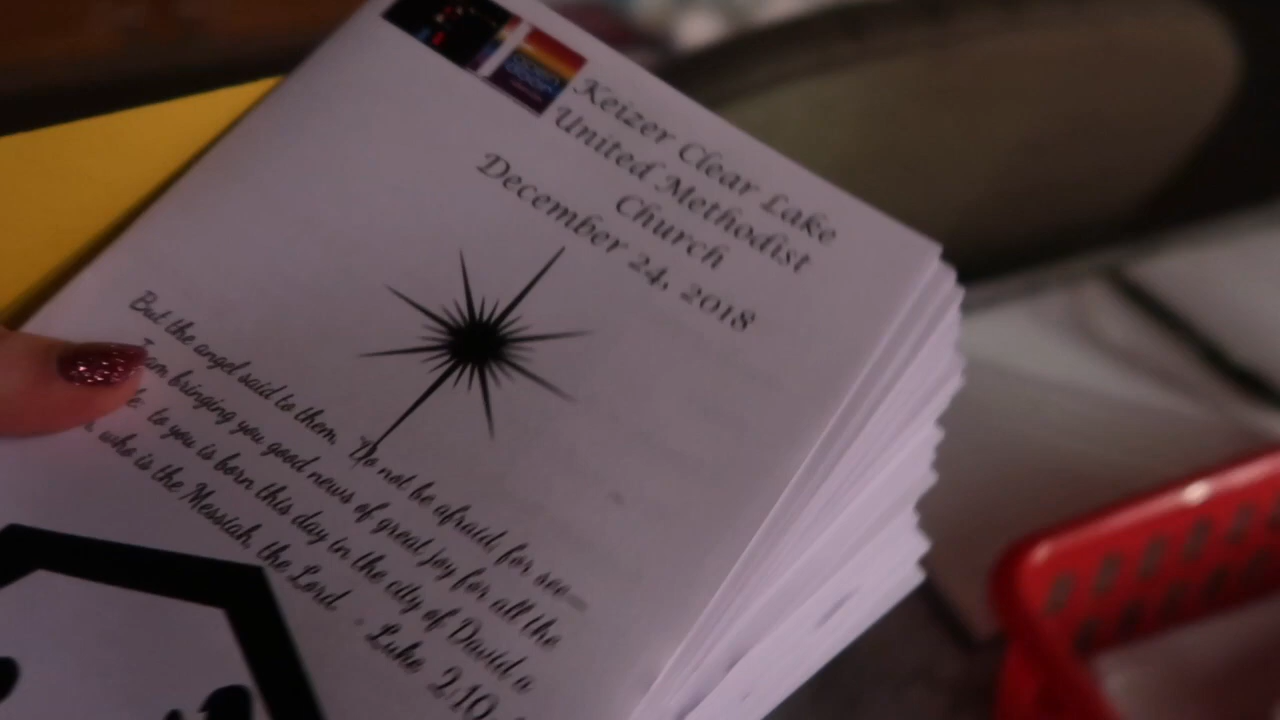 Keizer Clear Lake
United Methodist
Church
December 24, 2018
But the angel said to them, "Do not be afraid, for see—
I am bringing you good news of great joy for all the
to you is born this day in the city of David a
who is the Messiah, the Lord. - Luke 2:10